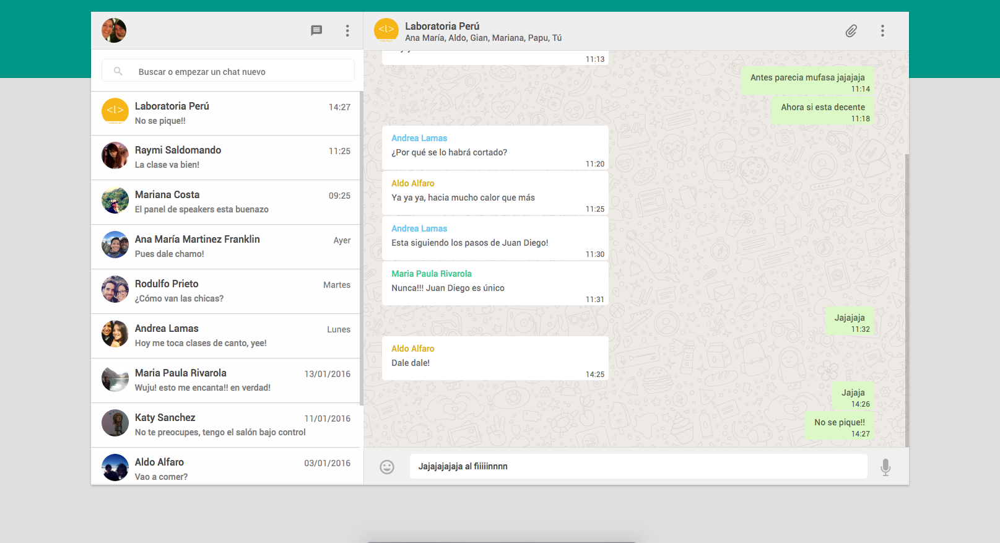 Buscar o empezar un chat nuevo
<l>
Laboratoria Perú
14:27
No se pique!!
Raymi Saldomando
11:25
La clase va bien!
Mariana Costa
09:25
El panel de speakers esta buenazo
Ana María Martinez Franklin
Ayer
Pues dale chamo!
Rodulfo Prieto
Martes
¿Cómo van las chicas?
Andrea Lamas
Lunes
Hoy me toca clases de canto, yee!
Maria Paula Rivarola
13/01/2016
Wuju! esto me encanta!! en verdad!
Katy Sanchez
11/01/2016
No te preocupes, tengo el salón bajo control
Aldo Alfaro
03/01/2016
Vao a comer?
<l>
Laboratoria Perú
Ana María, Aldo, Gian, Mariana, Papu, Tú
11:13
Antes parecia mufasa jajajaja
11:14
Ahora si esta decente
11:18
Andrea Lamas
¿Por qué se lo habrá cortado?
11:20
Aldo Alfaro
Ya ya ya, hacia mucho calor que más
11:25
Andrea Lamas
Esta siguiendo los pasos de Juan Diego!
11:30
Maria Paula Rivarola
Nunca!!! Juan Diego es único
11:31
Jajajaja
11:32
Aldo Alfaro
Dale dale!
14:25
Jajaja
14:26
No se pique!!
14:27
Jajajajajaja al fiiiiinnnn